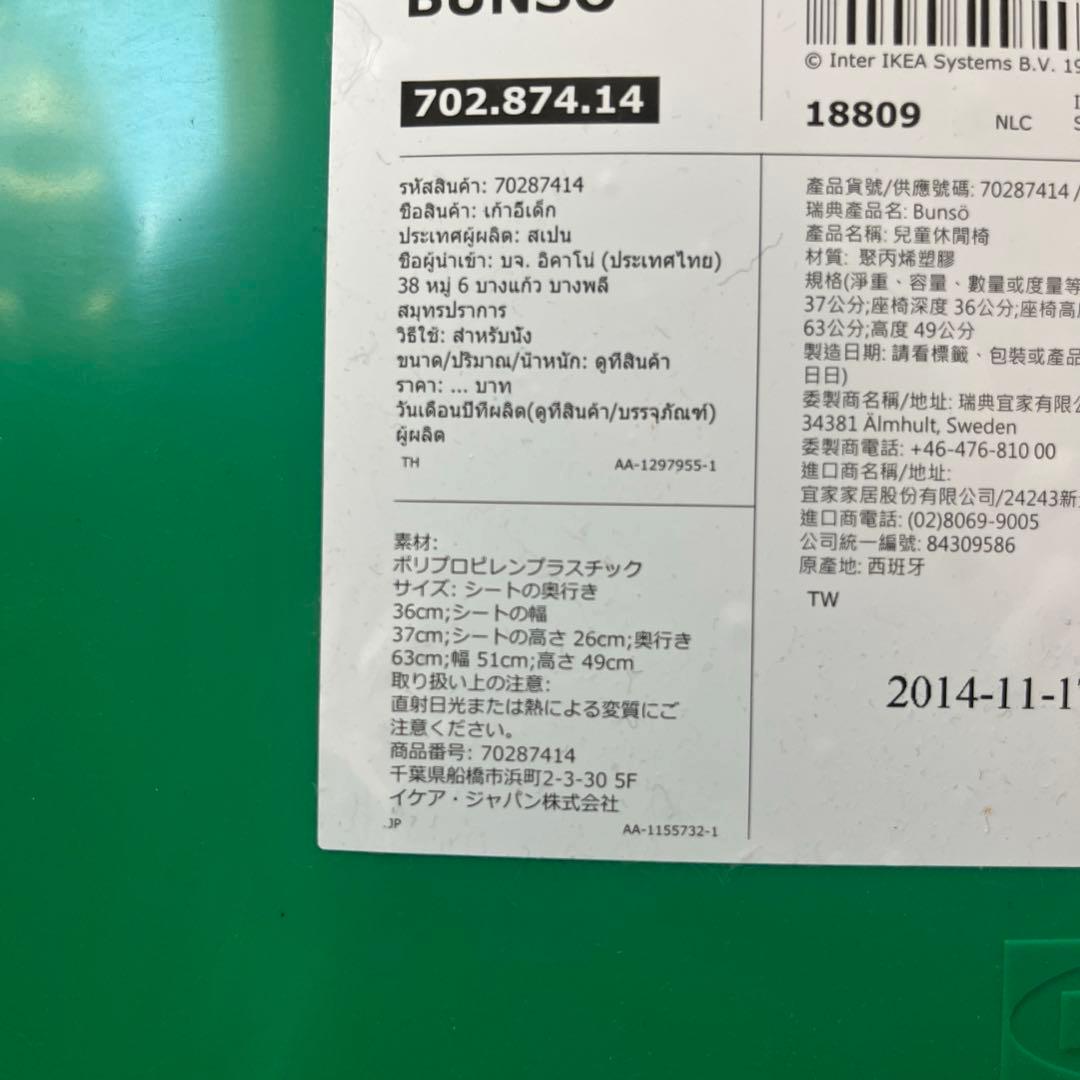 BUNSÖ
702.874.14
© Inter IKEA Systems B.V. 19
18809
NLC
รหัสสินค้า: 70287414
ชื่อสินค้า: เก้าอี้เด็ก
ประเทศผู้ผลิต: สเปน
ชื่อผู้นำเข้า: บจ. อิคาโน่ (ประเทศไทย)
38 หมู่ 6 บางแก้ว บางพลี
สมุทรปราการ
วิธีใช้: สำหรับนั่ง
ขนาด/ปริมาณ/น้ำหนัก: ดูที่สินค้า
ราคา: ... บาท
วันเดือนปีที่ผลิต(ดูที่สินค้า/บรรจุภัณฑ์)
ผู้ผลิต
TH AA-1297955-1
素材:
ポリプロピレンプラスチック
サイズ: シートの奥行き
36cm;シートの幅
37cm;シートの高さ 26cm;奥行き
63cm;幅 51cm;高さ 49cm
取り扱い上の注意:
直射日光または熱による変質にご
注意ください。
商品番号: 70287414
千葉県船橋市浜町2-3-30 5F
イケア・ジャパン株式会社
JP AA-1155732-1
產品貨號/供應號碼: 70287414 /
瑞典產品名: Bunsö
產品名稱: 兒童休閒椅
材質: 聚丙烯塑膠
規格(淨重、容量、數量或度量等
37公分;座椅深度 36公分;座椅高
63公分;高度 49公分
製造日期: 請看標籤、包裝或產品
日日)
委製商名稱/地址: 瑞典宜家有限公
34381 Älmhult, Sweden
委製商電話: +46-476-810 00
進口商名稱/地址:
宜家家居股份有限公司/24243新
進口商電話: (02)8069-9005
公司統一編號: 84309586
原產地: 西班牙
TW
2014-11-17